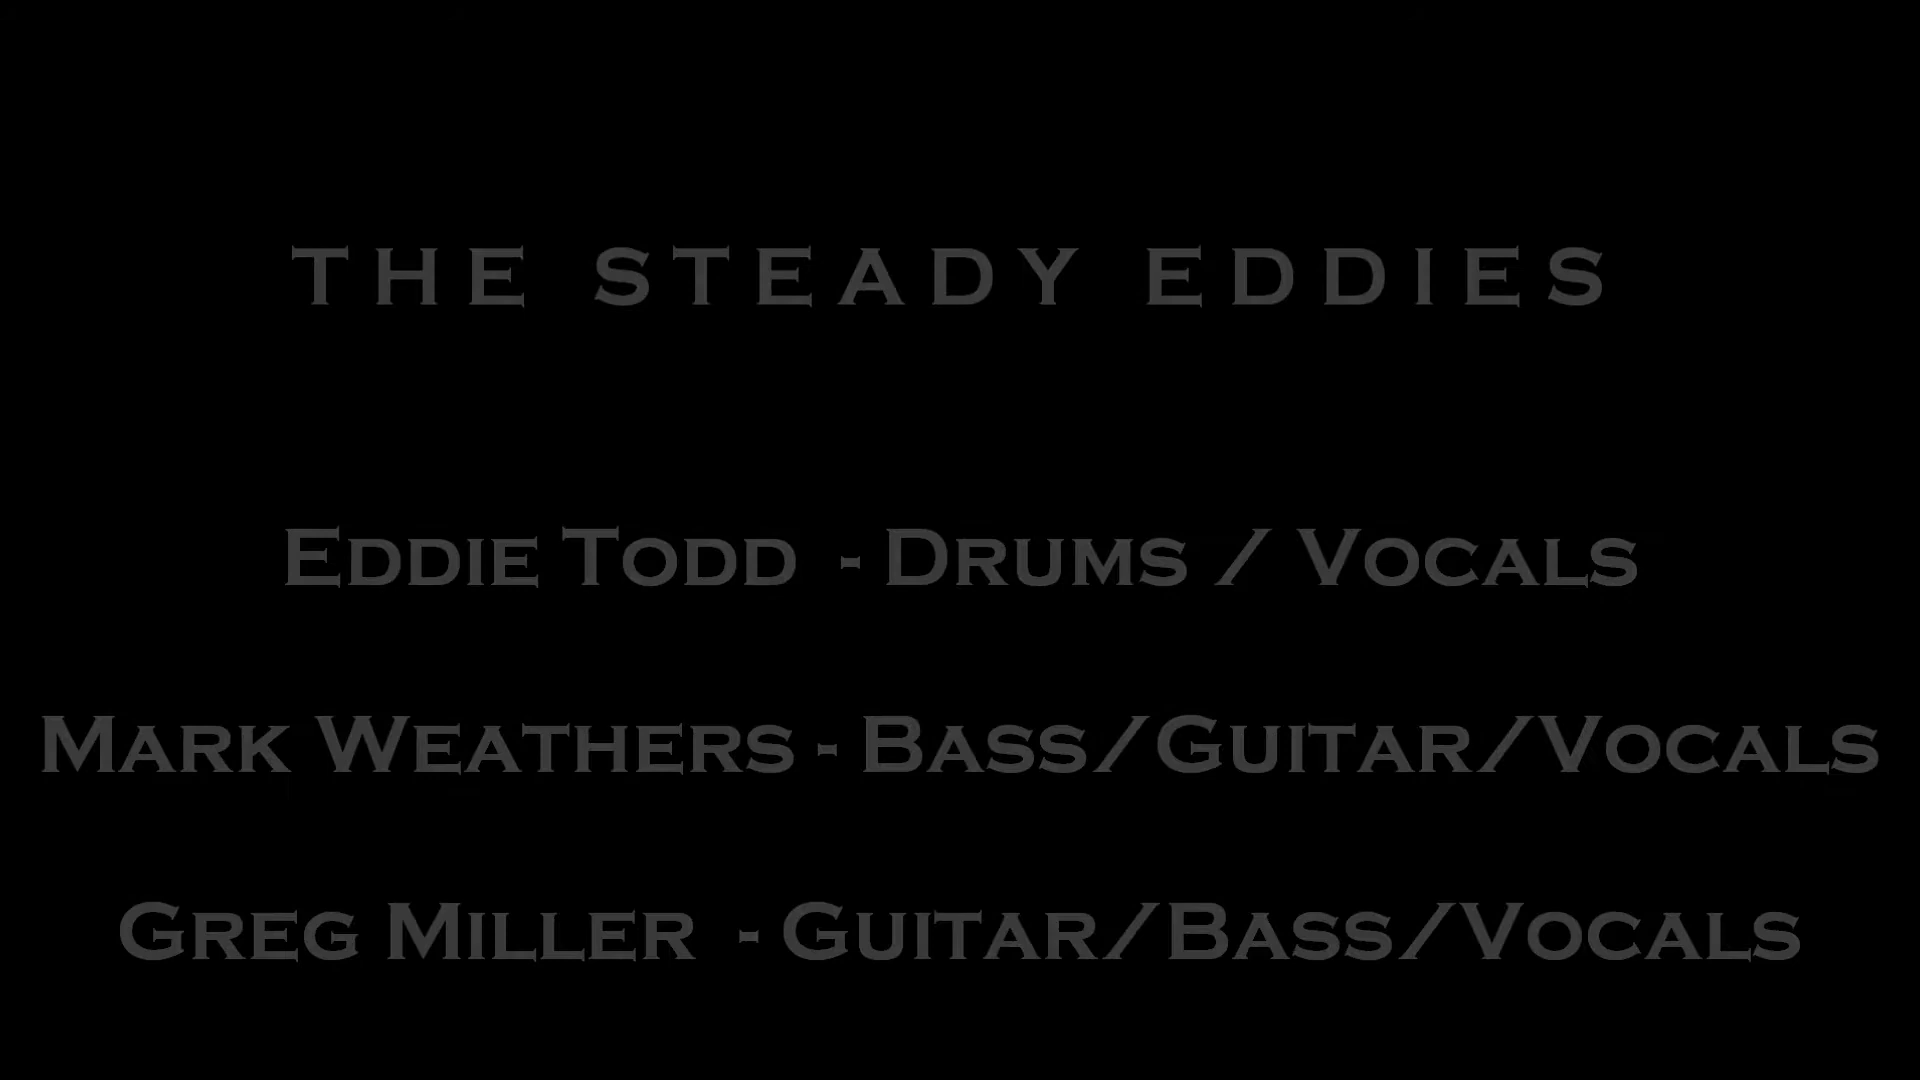 THE STEADY EDDIES
EDDIE TODD - DRUMS / VOCALS
MARK WEATHERS - BASS/GUITAR/VOCALS
GREG MILLER - GUITAR/BASS/VOCALS